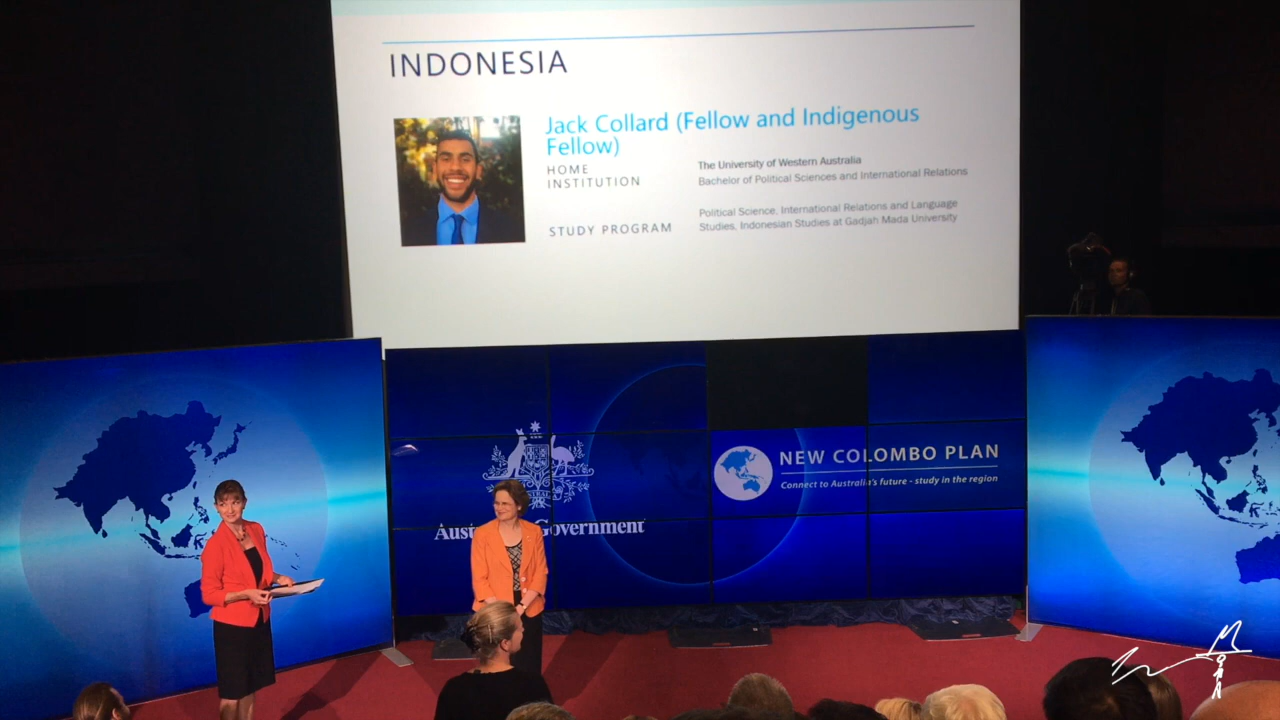 INDONESIA
Jack Collard (Fellow and Indigenous
Fellow)
HOME
INSTITUTION
The University of Western Australia
Bachelor of Political Sciences and International Relations
STUDY PROGRAM
Political Science, International Relations and Language
Studies, Indonesian Studies at Gadjah Mada University
NEW COLOMBO PLAN
Connect to Australia's future - study in the region
Government